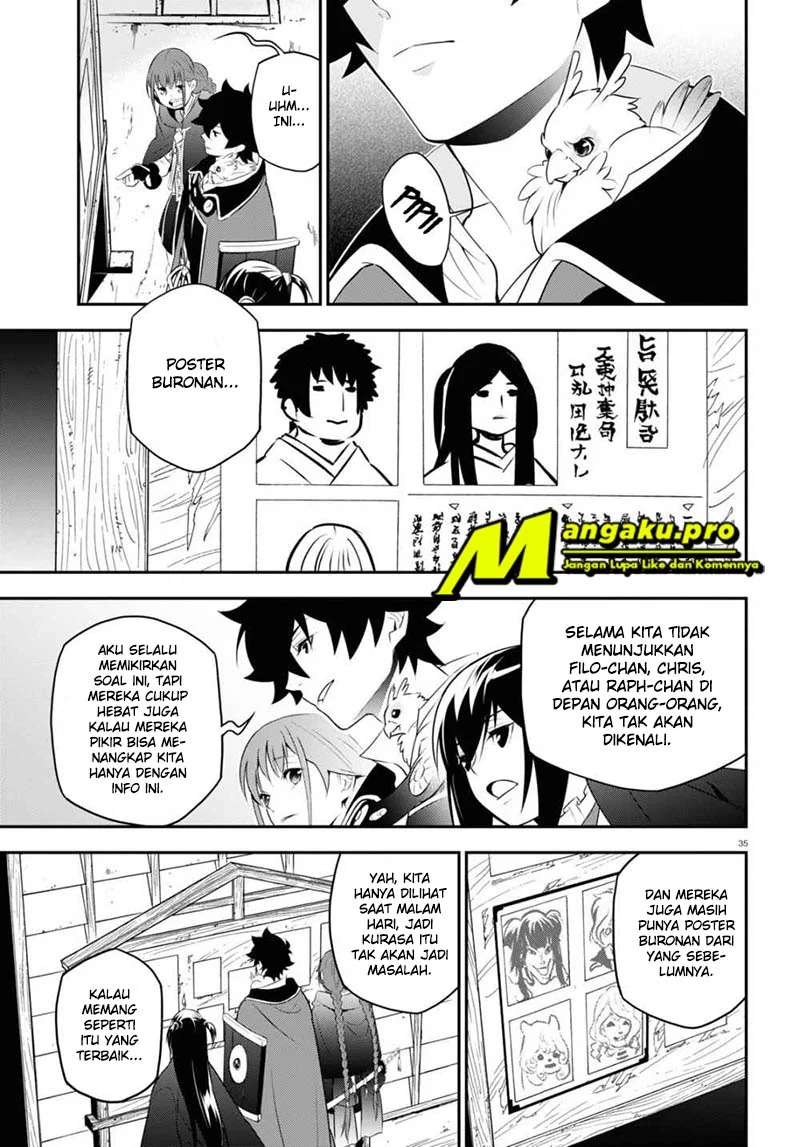 PIPII
U-
UHM...
INI...
POSTER
BURONAN...
Mangaku.pro
Jangan Lupa Like dan Komennya
SELAMA KITA TIDAK
MENUNJUKKAN
FILO-CHAN, CHRIS,
ATAU RAPH-CHAN DI
DEPAN ORANG-ORANG,
KITA TAK AKAN
DIKENALI.
AKU SELALU
MEMIKIRKAN
SOAL INI, TAPI
MEREKA CUKUP
HEBAT JUGA
KALAU MEREKA
PIKIR BISA ME-
NANGKAP KITA
HANYA DENGAN
INFO INI.
35
DAN MEREKA
JUGA MASIH
PUNYA POSTER
BURONAN DARI
YANG SEBE-
LUMNYA.
YAH, KITA
HANYA DILIHAT
SAAT MALAM
HARI, JADI
KURASA ITU
TAK AKAN JADI
MASALAH.
KALAU
MEMANG
SEPERTI
ITU YANG
TERBAIK...